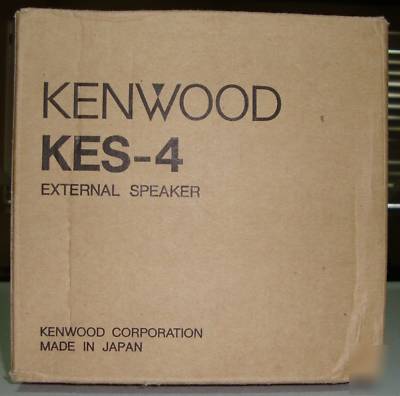 KENWOOD
KES-4
EXTERNAL SPEAKER
KENWOOD CORPORATION
MADE IN JAPAN